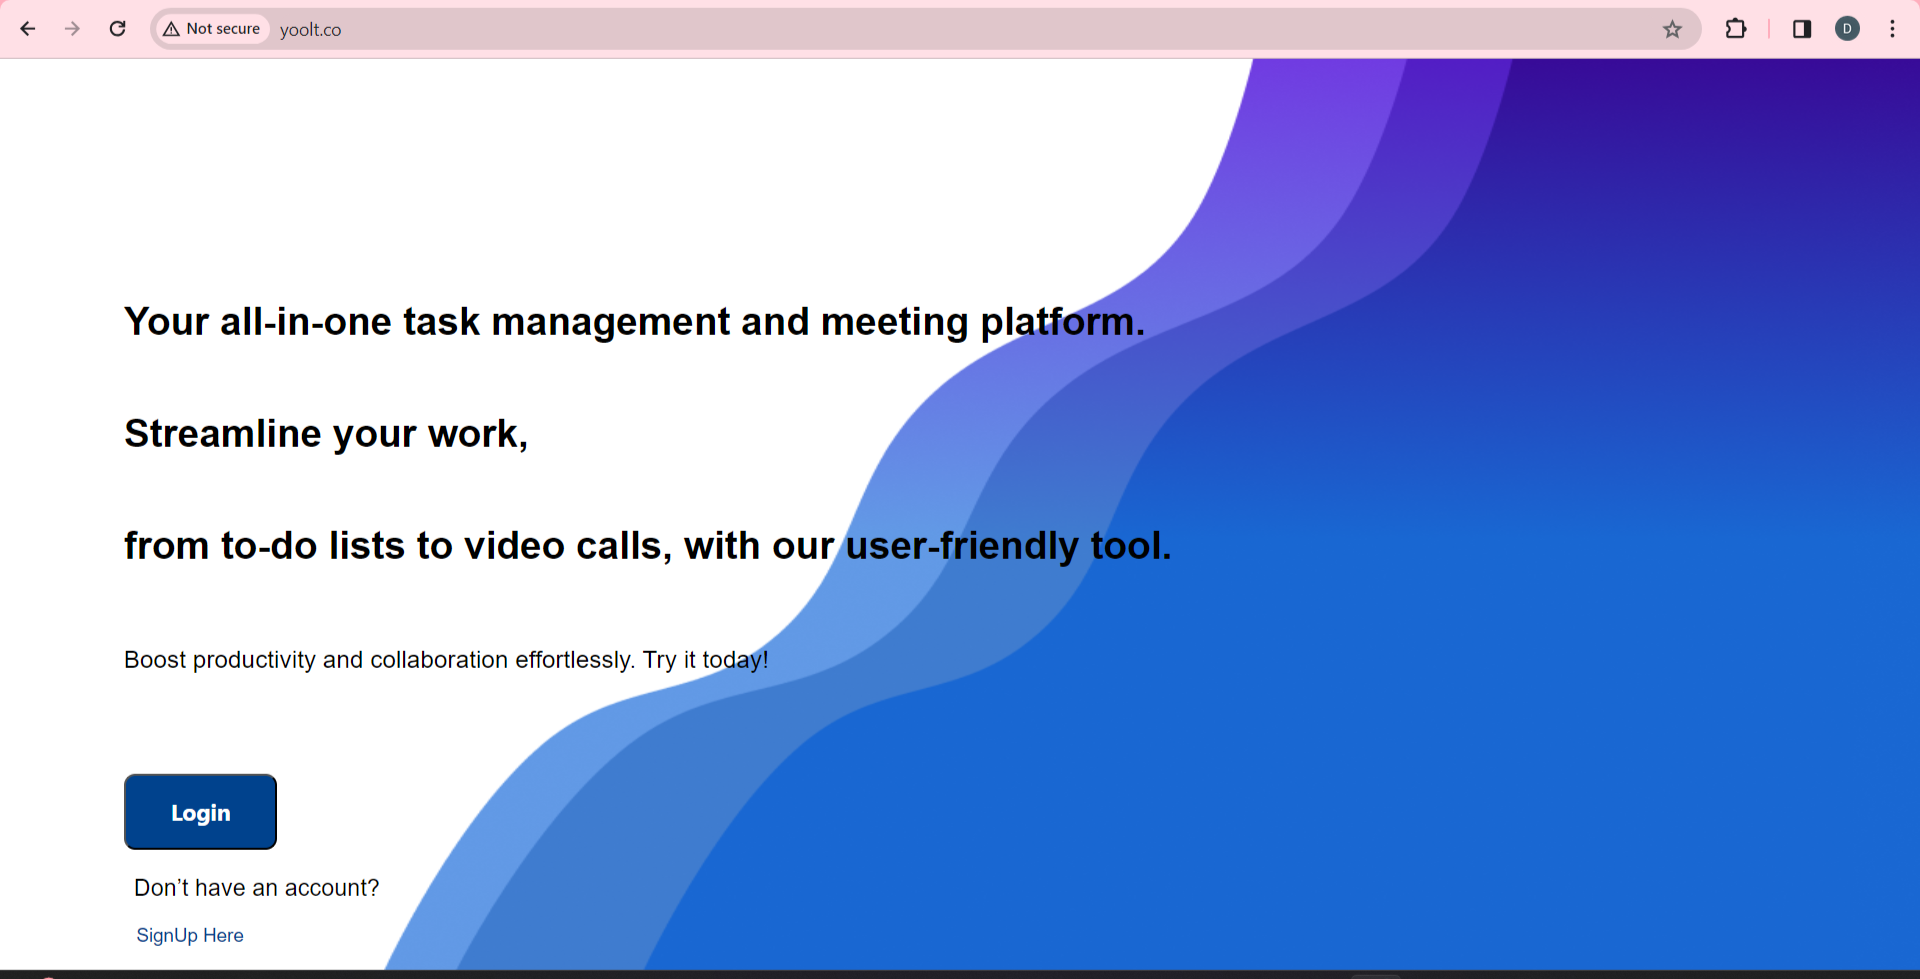 Not secure yoolt.co
D
Your all-in-one task management and meeting platform.
Streamline your work,
from to-do lists to video calls, with our user-friendly tool.
Boost productivity and collaboration effortlessly. Try it today!
Login
Don’t have an account?
SignUp Here